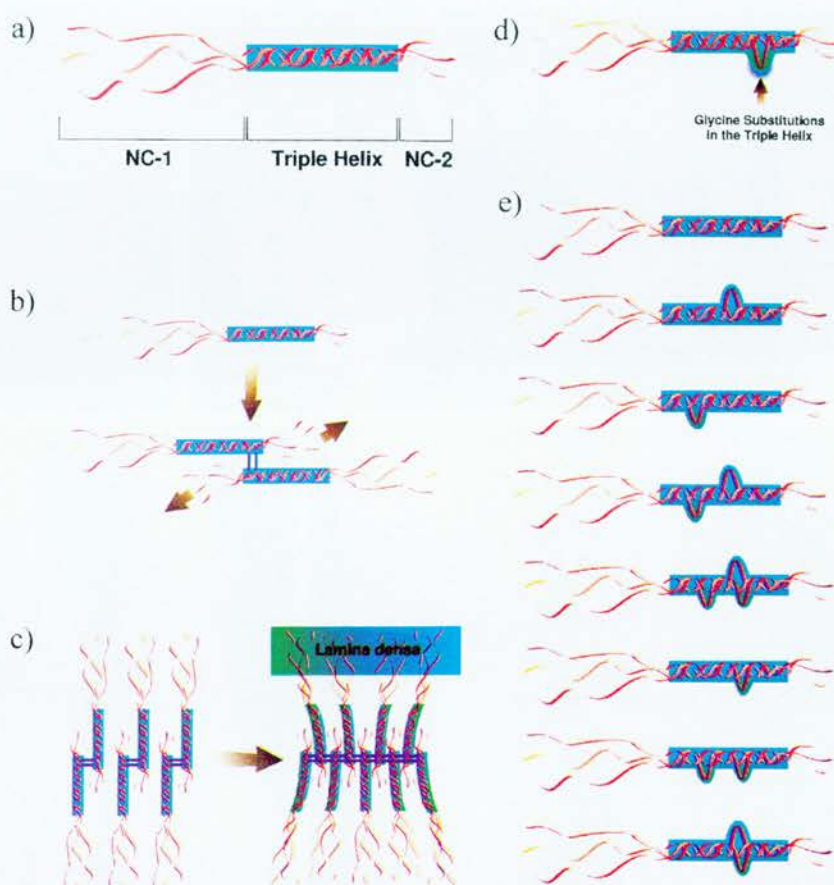 a)
NC-1 Triple Helix NC-2
b)
c)
Lamina densa
d)
Glycine Substitutions
in the Triple Helix
e)